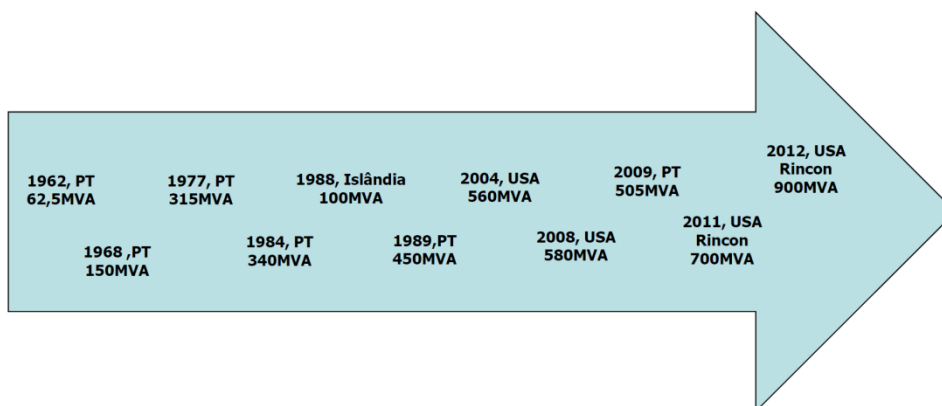 1962, PT
62,5MVA
1968 ,PT
150MVA
1977, PT
315MVA
1984, PT
340MVA
1988, Islândia
100MVA
1989,PT
450MVA
2004, USA
560MVA
2008, USA
580MVA
2009, PT
505MVA
2011, USA
Rincon
700MVA
2012, USA
Rincon
900MVA